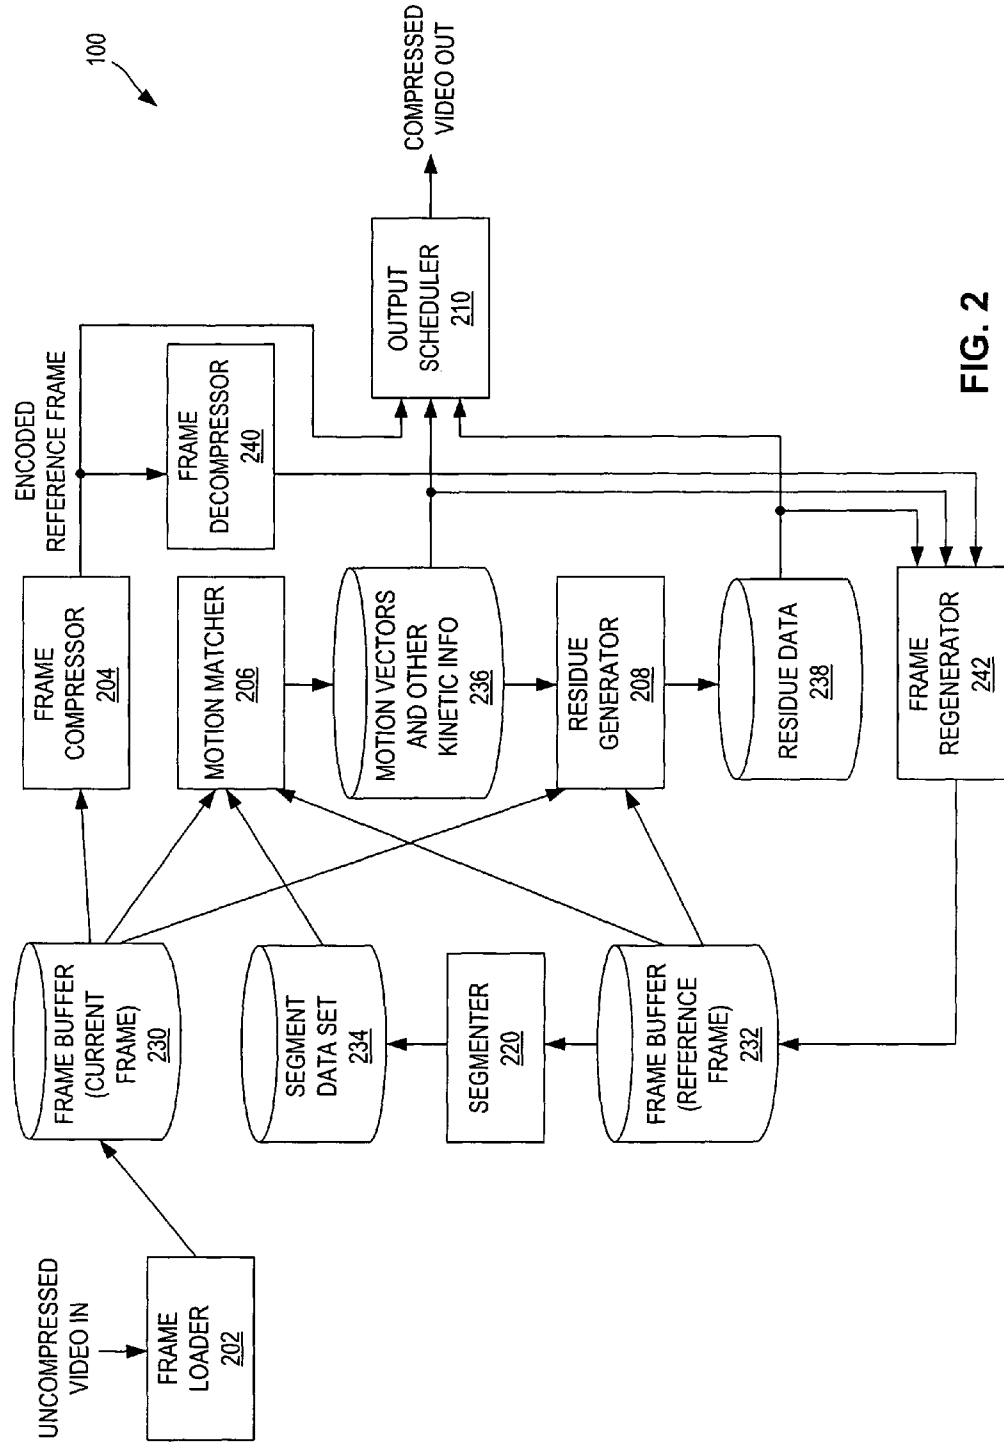 100
UNCOMPRESSED
VIDEO IN
FRAME
LOADER
202
FRAME BUFFER
(CURRENT
FRAME)
230
SEGMENT
DATA SET
234
SEGMENTER
220
FRAME BUFFER
(REFERENCE
FRAME)
232
FRAME
COMPRESSOR
204
MOTION MATCHER
206
MOTION VECTORS
AND OTHER
KINETIC INFO
236
RESIDUE
GENERATOR
208
RESIDUE DATA
238
FRAME
REGENERATOR
242
ENCODED
REFERENCE FRAME
FRAME
DECOMPRESSOR
240
OUTPUT
SCHEDULER
210
COMPRESSED
VIDEO OUT
FIG. 2